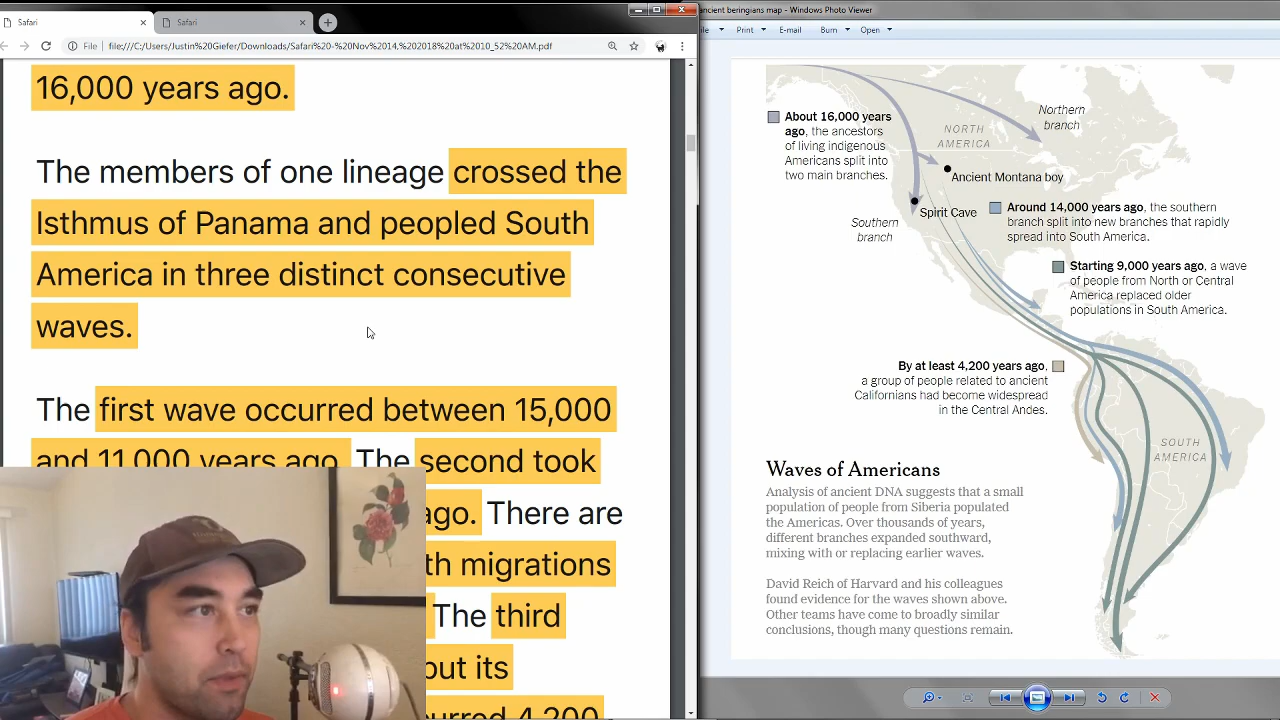 Safari
Safari
File
file:///C:/Users/Justin%20Giefer/Downloads/Safari%20-%20Nov%2014,%202018%20at%2010_52%20AM.pdf
16,000 years ago.
The members of one lineage crossed the
Isthmus of Panama and peopled South
America in three distinct consecutive
waves.
The first wave occurred between 15,000
and 11,000 years ago. The second took
ago. There are
th migrations
The third
but its
urred 4,200
ancient beringians map - Windows Photo Viewer
Print
E-mail
Burn
Open
About 16,000 years
ago, the ancestors
of living indigenous
Americans split into
two main branches.
Northern
branch
NORTH
AMERICA
Ancient Montana boy
Spirit Cave
Southern
branch
Around 14,000 years ago, the southern
branch split into new branches that rapidly
spread into South America.
Starting 9,000 years ago, a wave
of people from North or Central
America replaced older
populations in South America.
By at least 4,200 years ago,
a group of people related to ancient
Californians had become widespread
in the Central Andes.
SOUTH
AMERICA
Waves of Americans
Analysis of ancient DNA suggests that a small
population of people from Siberia populated
the Americas. Over thousands of years,
different branches expanded southward,
mixing with or replacing earlier waves.
David Reich of Harvard and his colleagues
found evidence for the waves shown above.
Other teams have come to broadly similar
conclusions, though many questions remain.